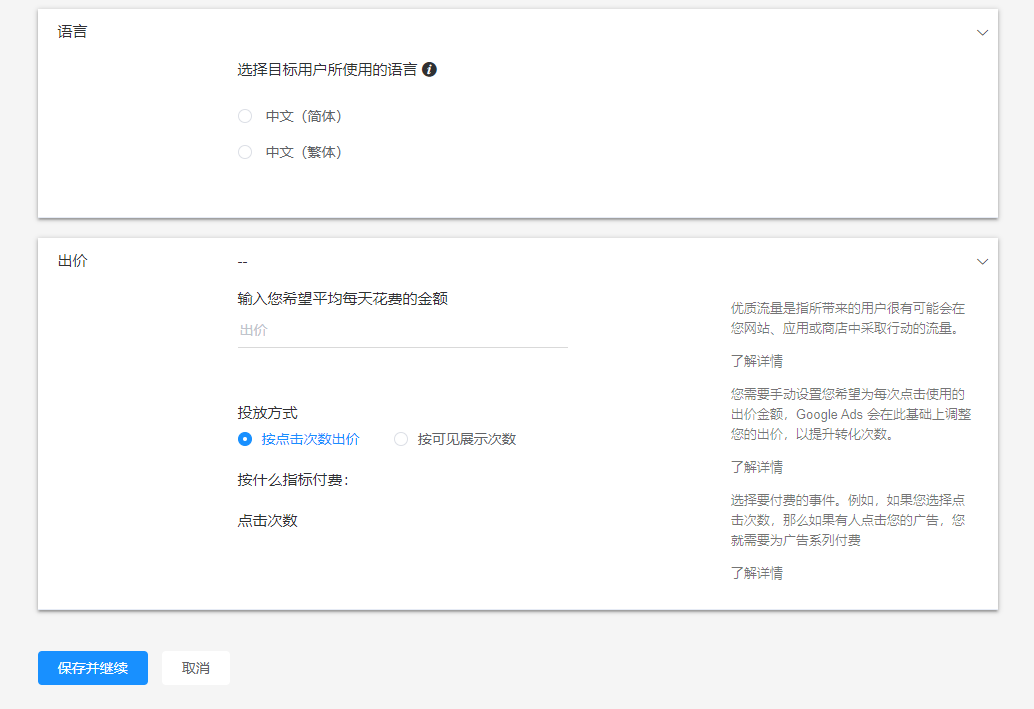 语言
选择目标用户所使用的语言
中文（简体）
中文（繁体）
出价
--
输入您希望平均每天花费的金额
出价
投放方式
按点击次数出价
按可见展示次数
按什么指标付费：
点击次数
优质流量是指所带来的用户很有可能会在
您网站、应用或商店中采取行动的流量。
了解详情
您需要手动设置您希望为每次点击使用的
出价金额，Google Ads 会在此基础上调整
您的出价，以提升转化次数。
了解详情
选择要付费的事件。例如，如果您选择点
击次数，那么如果有人点击您的广告，您
就需要为广告系列付费
了解详情
保存并继续
取消